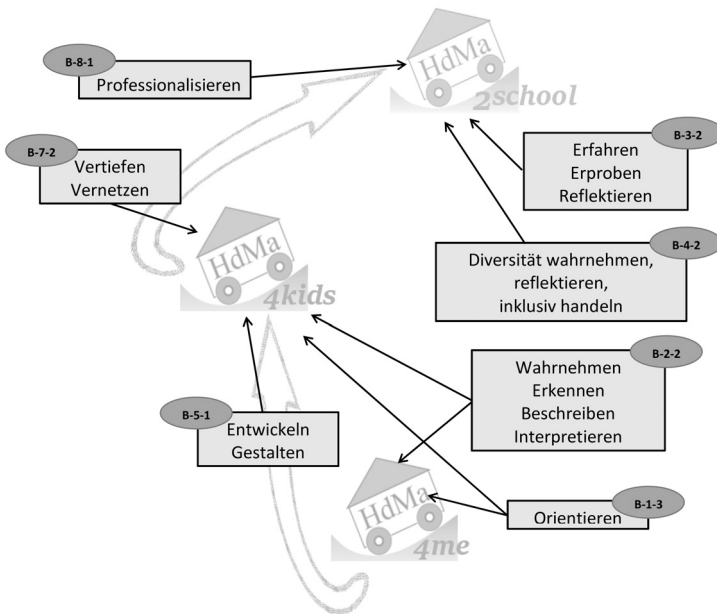 B-8-1
Professionalisieren
HdMa
2school
B-7-2
Vertiefen
Vernetzen
B-3-2
Erfahren
Erproben
Reflektieren
HdMa
4kids
B-4-2
Diversität wahrnehmen,
reflektieren,
inklusiv handeln
B-2-2
Wahrnehmen
Erkennen
Beschreiben
Interpretieren
B-5-1
Entwickeln
Gestalten
HdMa
4me
B-1-3
Orientieren